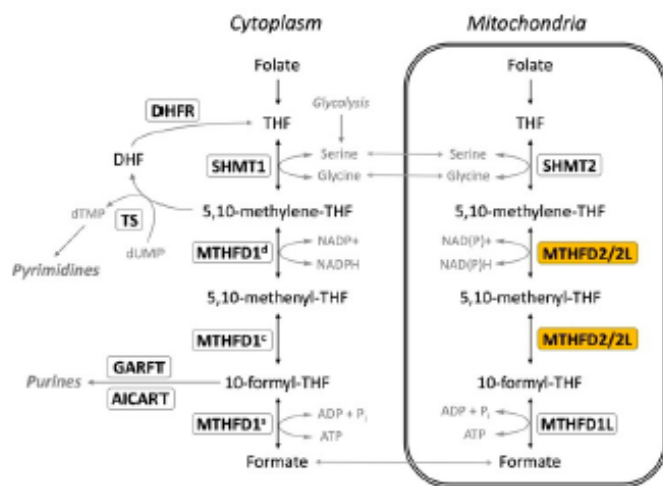 Cytoplasm
Mitochondria
Folate
Folate
DHFR
Glycolysis
THF
THF
DHF
SHMT1
Serine
Serine
SHMT2
Glycine
Glycine
dTMP
TS
5,10-methylene-THF
5,10-methylene-THF
dUMP
Pyrimidines
MTHFD1ᵈ
NADP+
NAD(P)+
MTHFD2/2L
NADPH
NAD(P)H
5,10-methenyl-THF
5,10-methenyl-THF
MTHFD1ᶜ
MTHFD2/2L
GARFT
Purines
10-formyl-THF
10-formyl-THF
AICART
MTHFD1ˢ
ADP + Pᵢ
ADP + Pᵢ
MTHFD1L
ATP
ATP
Formate
Formate